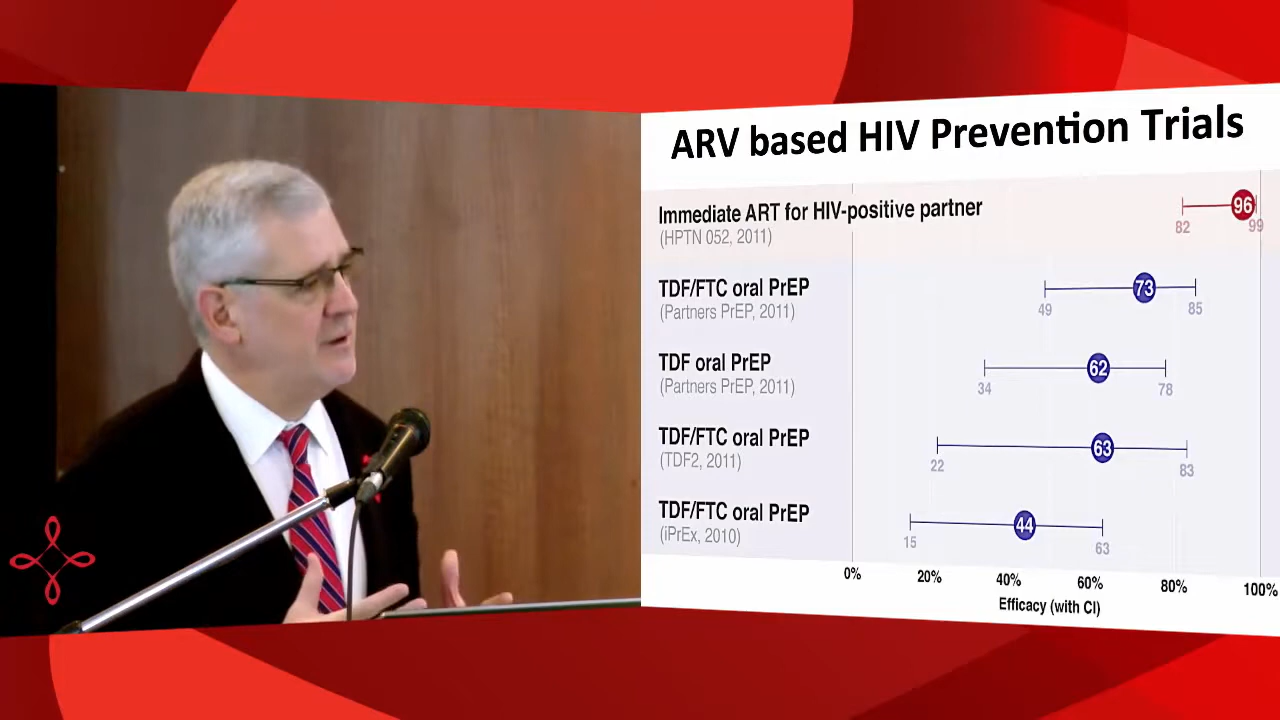 ARV based HIV Prevention Trials
Immediate ART for HIV-positive partner
(HPTN 052, 2011)
96
82
99
TDF/FTC oral PrEP
(Partners PrEP, 2011)
73
49
85
TDF oral PrEP
(Partners PrEP, 2011)
62
34
78
TDF/FTC oral PrEP
(TDF2, 2011)
63
22
83
TDF/FTC oral PrEP
(iPrEx, 2010)
44
15
63
0% 20% 40% 60% 80% 100%
Efficacy (with CI)